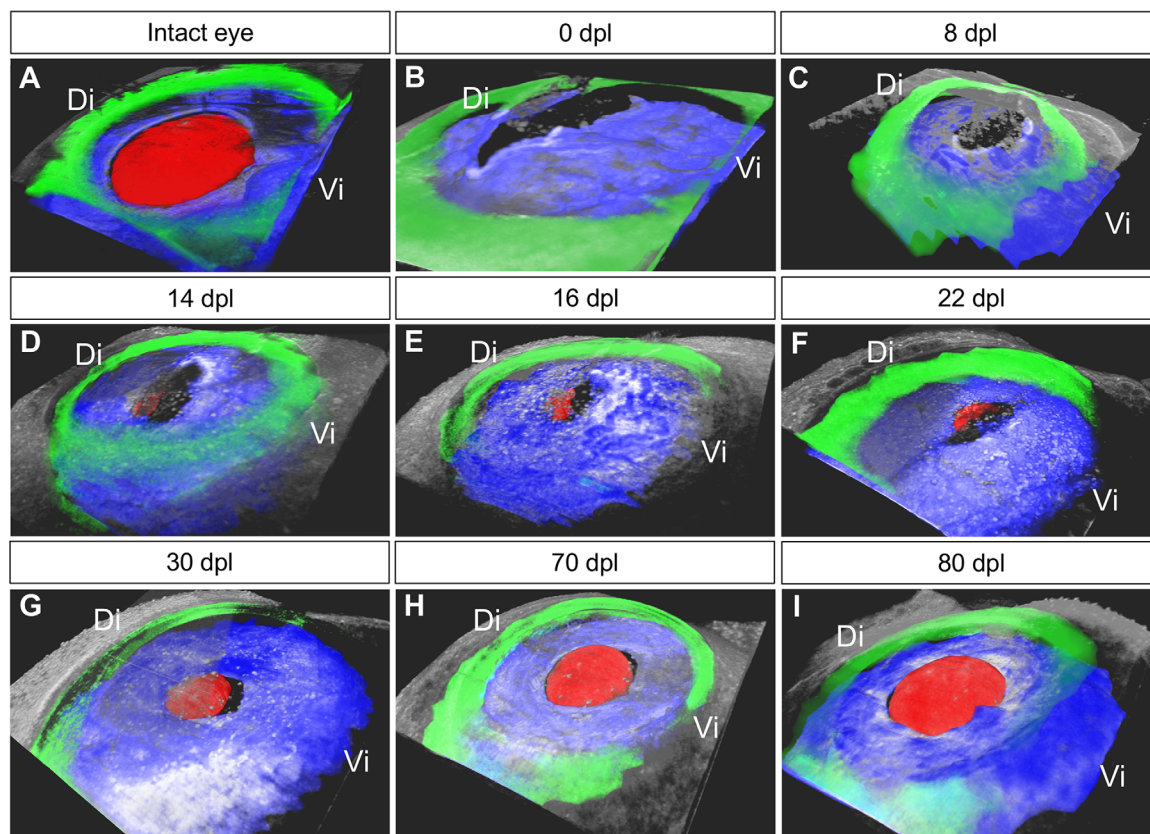 Intact eye
0 dpl
8 dpl
A
Di
Vi
B
Di
Vi
C
Di
Vi
14 dpl
16 dpl
22 dpl
D
Di
Vi
E
Di
Vi
F
Di
Vi
30 dpl
70 dpl
80 dpl
G
Di
Vi
H
Di
Vi
I
Di
Vi